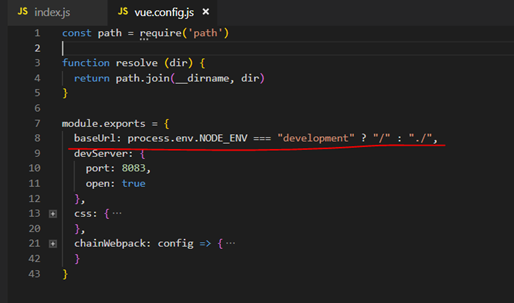 JS index.js JS vue.config.js ×
1 const path = require('path')
2
3 function resolve (dir) {
4 return path.join(__dirname, dir)
5 }
6
7 module.exports = {
8 baseUrl: process.env.NODE_ENV === "development" ? "/" : "./",
9 devServer: {
10 port: 8083,
11 open: true
12 },
13 css: {···
20 },
21 chainWebpack: config => {···
42 }
43 }